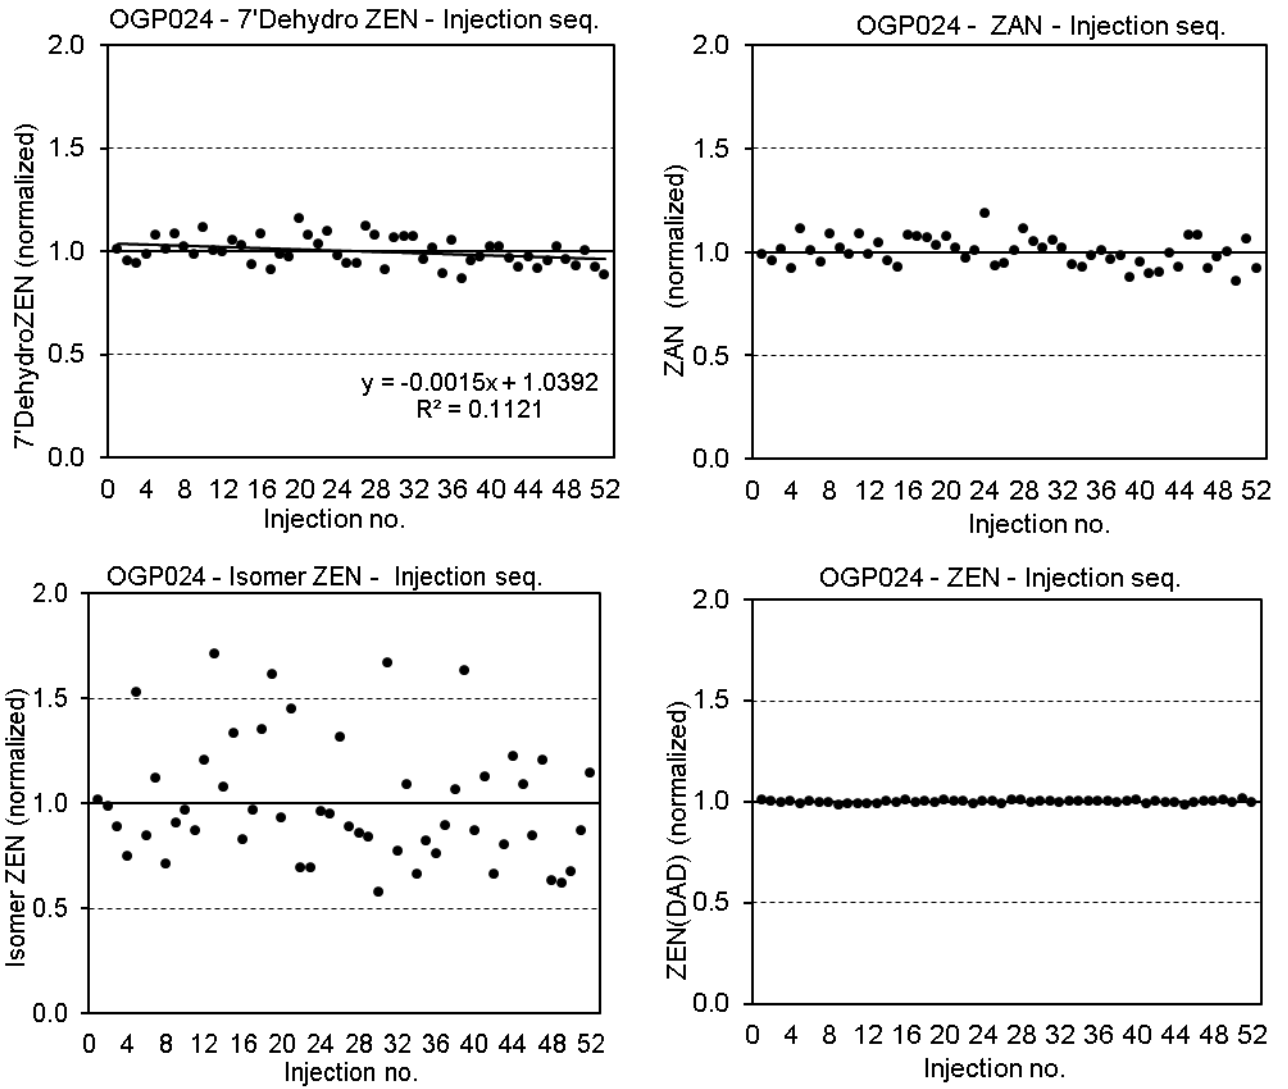 OGP024 - 7'Dehydro ZEN - Injection seq.
7'DehydroZEN (normalized)
2.0
1.5
1.0
0.5
0.0
y = -0.0015x + 1.0392
R² = 0.1121
0 4 8 12 16 20 24 28 32 36 40 44 48 52
Injection no.
OGP024 - ZAN - Injection seq.
ZAN (normalized)
2.0
1.5
1.0
0.5
0.0
0 4 8 12 16 20 24 28 32 36 40 44 48 52
Injection no.
OGP024 - Isomer ZEN - Injection seq.
Isomer ZEN (normalized)
2.0
1.5
1.0
0.5
0.0
0 4 8 12 16 20 24 28 32 36 40 44 48 52
Injection no.
OGP024 - ZEN - Injection seq.
ZEN(DAD) (normalized)
2.0
1.5
1.0
0.5
0.0
0 4 8 12 16 20 24 28 32 36 40 44 48 52
Injection no.